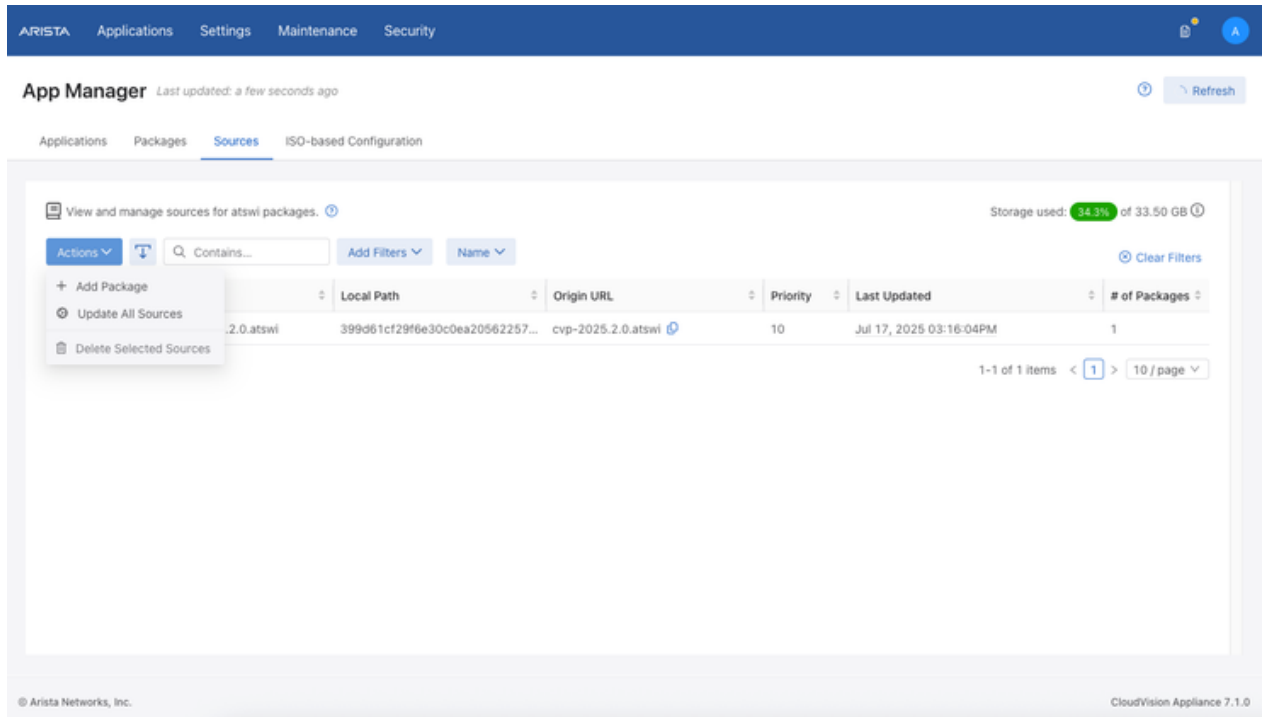 ARISTA Applications Settings Maintenance Security A
App Manager Last updated: a few seconds ago Refresh
Applications Packages Sources ISO-based Configuration
View and manage sources for atswi packages. Storage used: 34.3% of 33.50 GB
Actions Contains... Add Filters Name Clear Filters
+ Add Package Local Path Origin URL Priority Last Updated # of Packages
Update All Sources
.2.0.atswi 399d61cf29f6e30c0ea20562257... cvp-2025.2.0.atswi 10 Jul 17, 2025 03:16:04PM 1
Delete Selected Sources
1-1 of 1 items < 1 > 10 / page
© Arista Networks, Inc. CloudVision Appliance 7.1.0